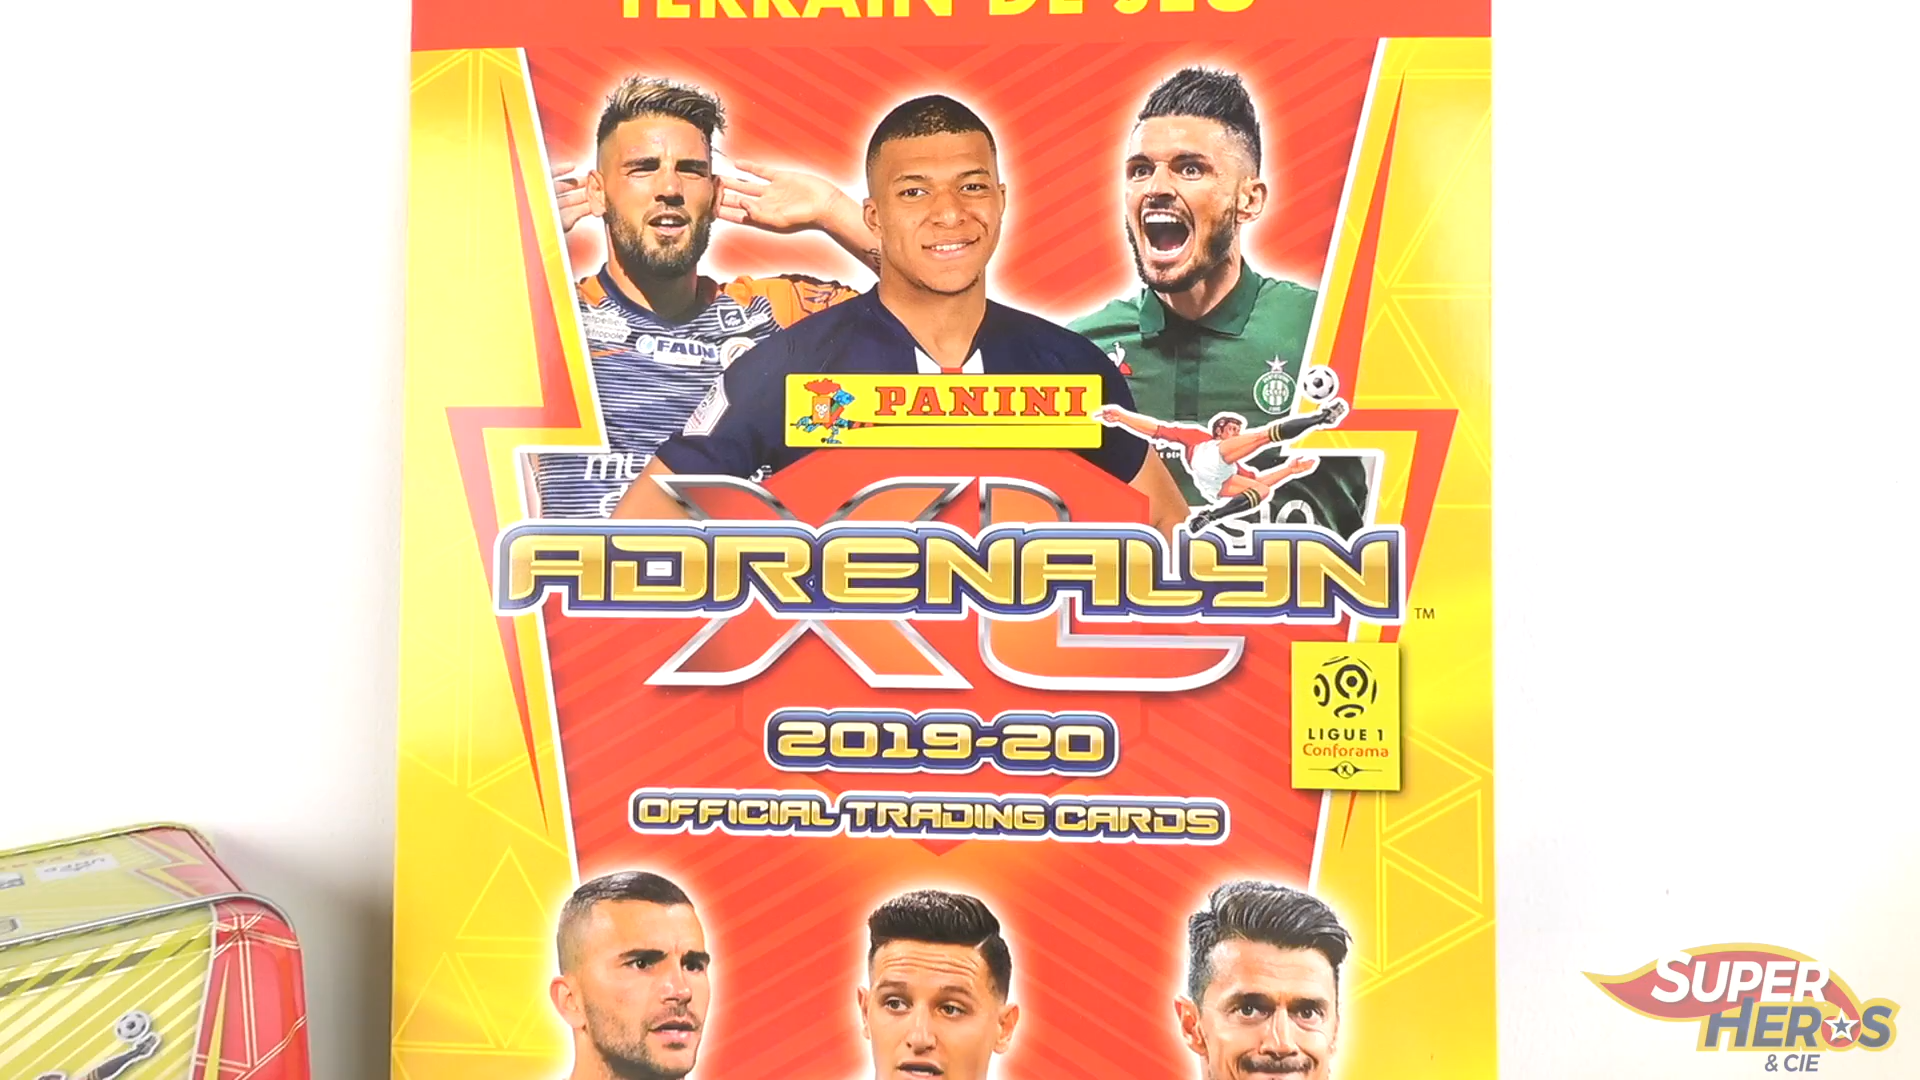 TERRAIN DE JEU
FAUN
PANINI
XL
ADRENALYN
TM
2019-20
LIGUE 1
Conforama
OFFICIAL TRADING CARDS
SUPER
HEROS
& CIE